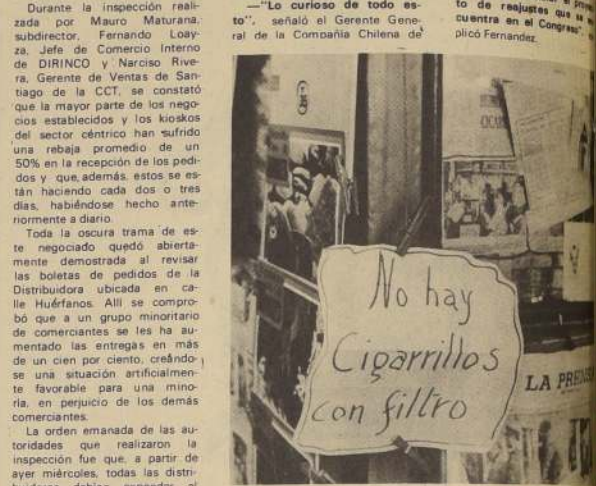 Durante la inspección reali-
zada por Mauro Maturana,
subdirector, Fernando Loay-
za, Jefe de Comercio Interno
de DIRINCO y Narciso Rive-
ra, Gerente de Ventas de San-
tiago de la CCT, se constató
que la mayor parte de los nego-
cios establecidos y los kioskos
del sector céntrico han sufrido
una rebaja promedio de un
50% en la recepción de los pedi-
dos y que, además, estos se es-
tán haciendo cada dos o tres
días, habiéndose hecho ante-
riormente a diario.
Toda la oscura trama de es-
te negociado quedó abierta-
mente demostrada al revisar
las boletas de pedidos de la
Distribuidora ubicada en ca-
lle Huérfanos. Allí se compro-
bó que a un grupo minoritario
de comerciantes se les ha au-
mentado las entregas en más
de un cien por ciento, creándo-
se una situación artificialmen-
te favorable para una mino-
ría, en perjuicio de los demás
comerciantes.
La orden emanada de las au-
toridades que realizaron la
inspección fue que, a partir de
ayer miércoles, todas las distri-
—"Lo curioso de todo es-
to", señaló el Gerente Gene-
ral de la Compañía Chilena de
to de reajustes que se
cuentra en el Congreso",
plicó Fernandez.
No hay
Cigarrillos
con filtro
LA PRENSA